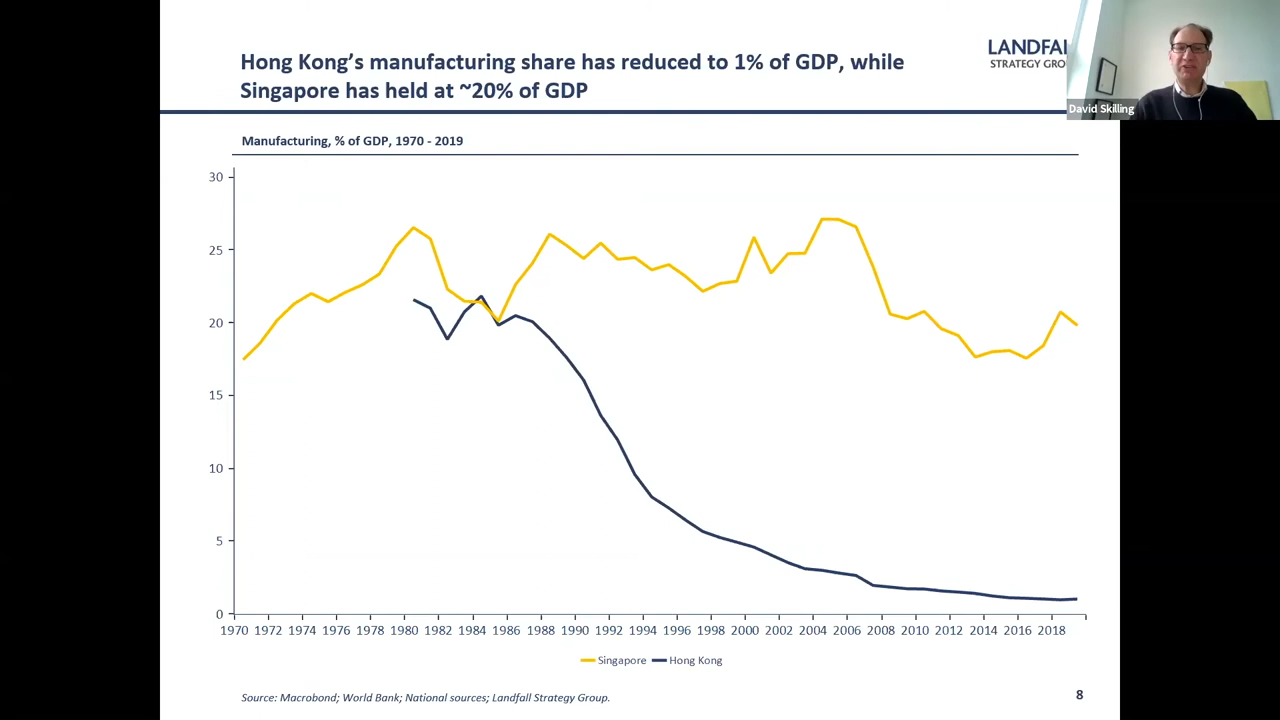 Hong Kong's manufacturing share has reduced to 1% of GDP, while
Singapore has held at ~20% of GDP
LANDFAL
STRATEGY GRO
David Skilling
Manufacturing, % of GDP, 1970 - 2019
30
25
20
15
10
5
0
1970 1972 1974 1976 1978 1980 1982 1984 1986 1988 1990 1992 1994 1996 1998 2000 2002 2004 2006 2008 2010 2012 2014 2016 2018
Singapore Hong Kong
Source: Macrobond; World Bank; National sources; Landfall Strategy Group.
8